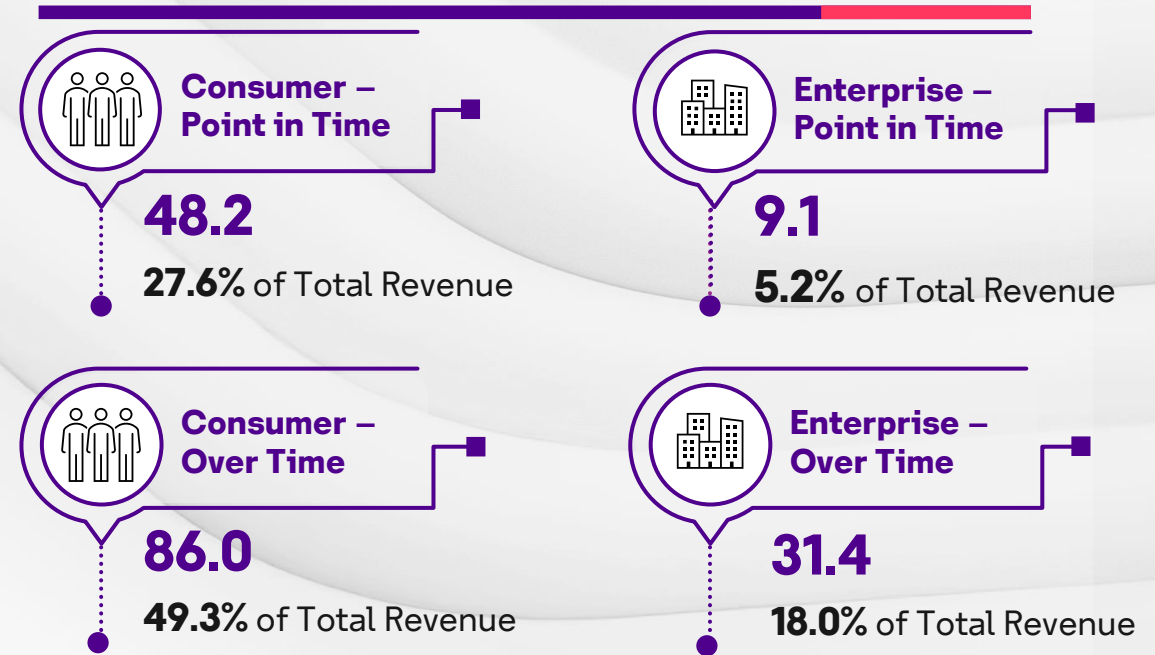 Consumer –
Point in Time
48.2
27.6% of Total Revenue
Enterprise –
Point in Time
9.1
5.2% of Total Revenue
Consumer –
Over Time
86.0
49.3% of Total Revenue
Enterprise –
Over Time
31.4
18.0% of Total Revenue